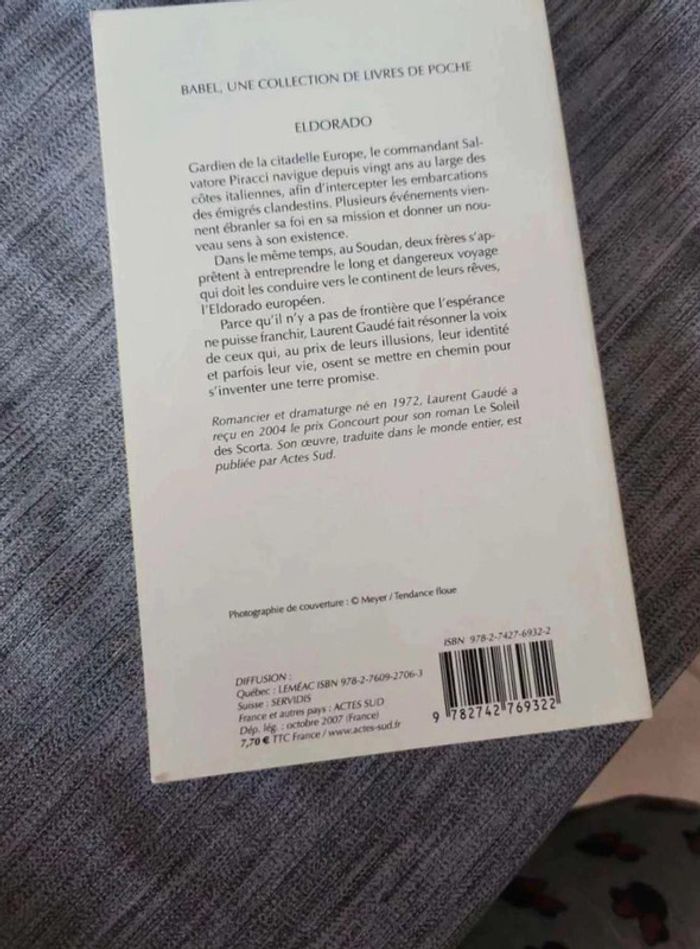 BABEL, UNE COLLECTION DE LIVRES DE POCHE
ELDORADO
Gardien de la citadelle Europe, le commandant Sal-
vatore Piracci navigue depuis vingt ans au large des
côtes italiennes, afin d'intercepter les embarcations
des émigrés clandestins. Plusieurs événements vien-
nent ébranler sa foi en sa mission et donner un nou-
veau sens à son existence.
Dans le même temps, au Soudan, deux frères s'ap-
prêtent à entreprendre le long et dangereux voyage
qui doit les conduire vers le continent de leurs rêves,
l'Eldorado européen.
Parce qu'il n'y a pas de frontière que l'espérance
ne puisse franchir, Laurent Gaudé fait résonner la voix
de ceux qui, au prix de leurs illusions, leur identité
et parfois leur vie, osent se mettre en chemin pour
s'inventer une terre promise.
Romancier et dramaturge né en 1972, Laurent Gaudé a
reçu en 2004 le prix Goncourt pour son roman Le Soleil
des Scorta. Son œuvre, traduite dans le monde entier, est
publiée par Actes Sud.
Photographie de couverture : © Meyer / Tendance floue
DIFFUSION :
Québec : LEMÉAC ISBN 978-2-7609-2706-3
Suisse : SERVIDIS
France et autres pays : ACTES SUD
Dép. lég. : octobre 2007 (France)
7,70 € TTC France / www.actes-sud.fr
ISBN 978-2-7427-6932-2
9 782742 769322